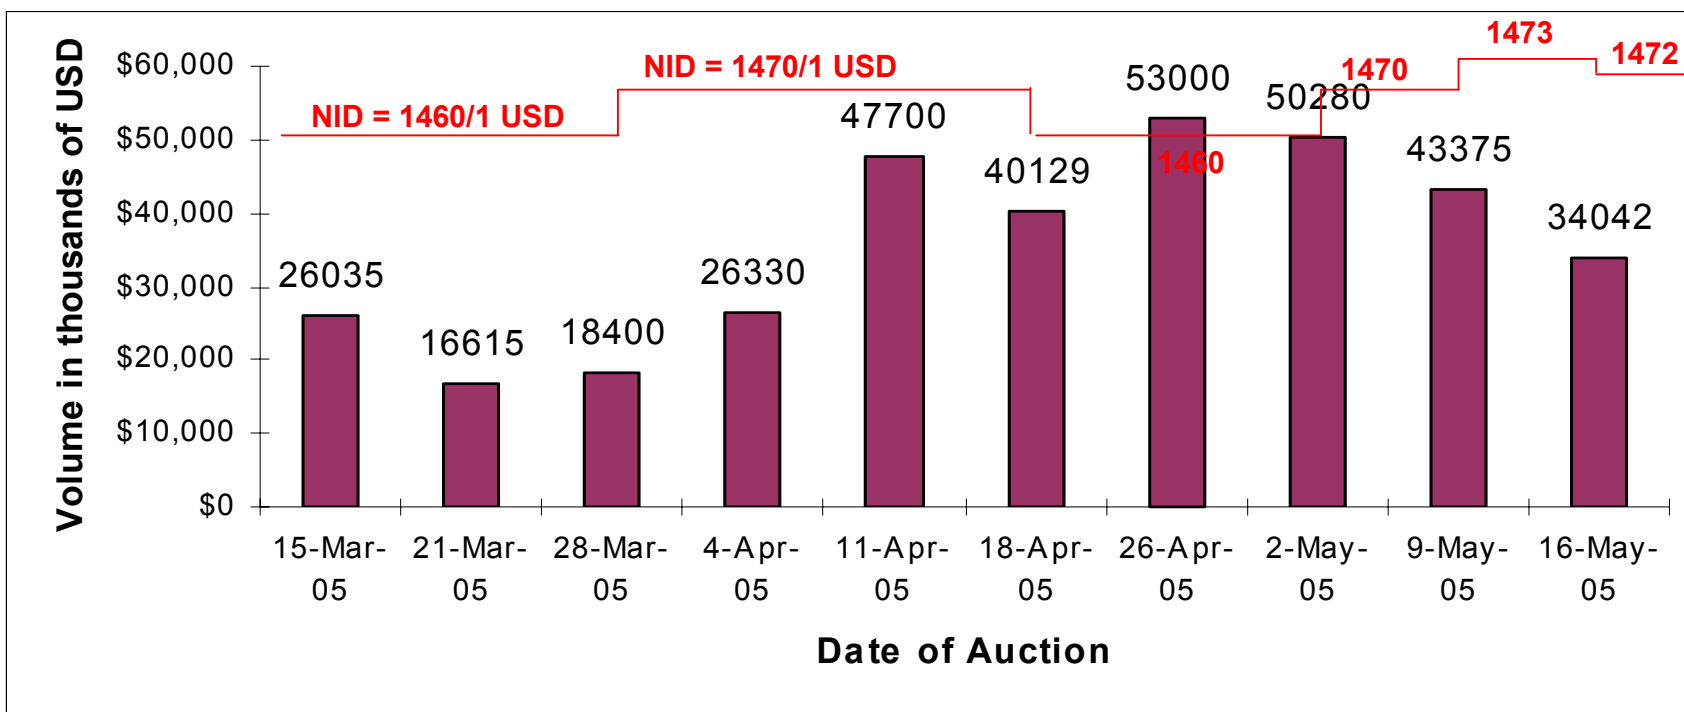 Volume in thousands of USD
$60,000
$50,000
$40,000
$30,000
$20,000
$10,000
$0
NID = 1460/1 USD
NID = 1470/1 USD
1460
1470
1473
1472
26035
16615
18400
26330
47700
40129
53000
50280
43375
34042
15-Mar-
05
21-Mar-
05
28-Mar-
05
4-Apr-
05
11-Apr-
05
18-Apr-
05
26-Apr-
05
2-May-
05
9-May-
05
16-May-
05
Date of Auction